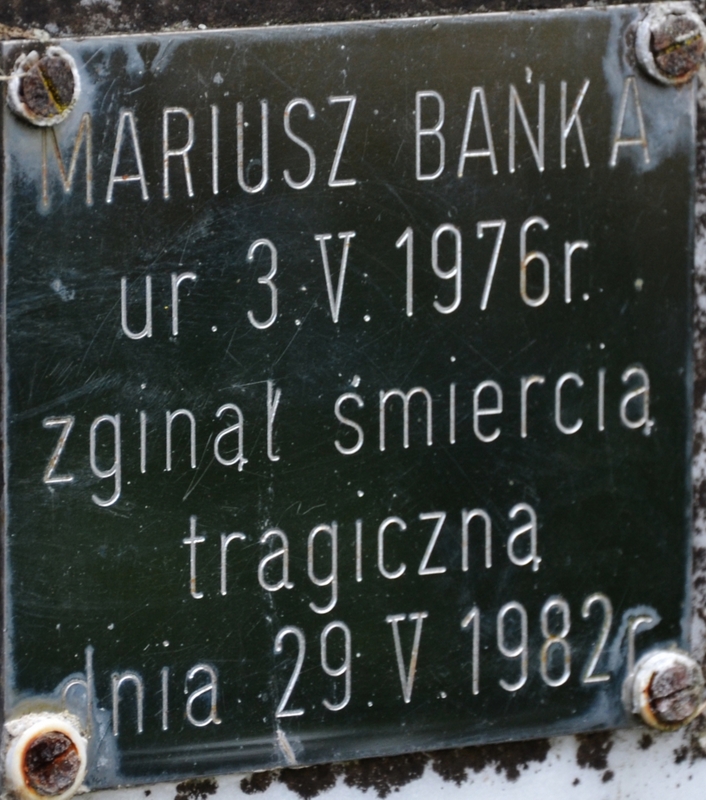 MARIUSZ BAŃKA
ur. 3.V.1976r.
zginął śmiercią
tragiczną
dnia 29.V.1982r.